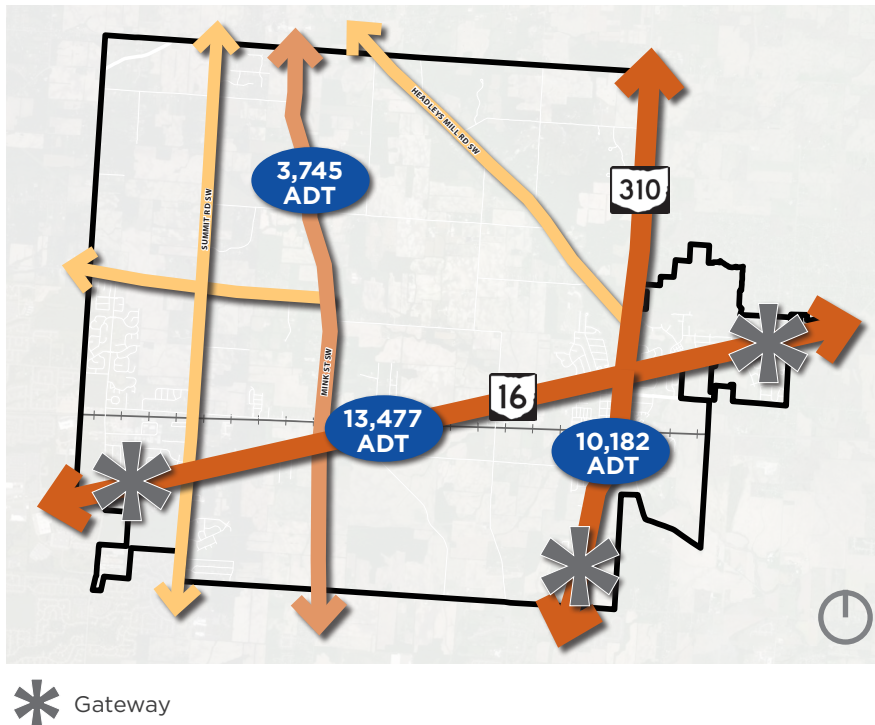 HEADLEYS MILL RD SW
3,745
ADT
310
SUMMIT RD SW
MINK ST SW
16
13,477
ADT
10,182
ADT
Gateway